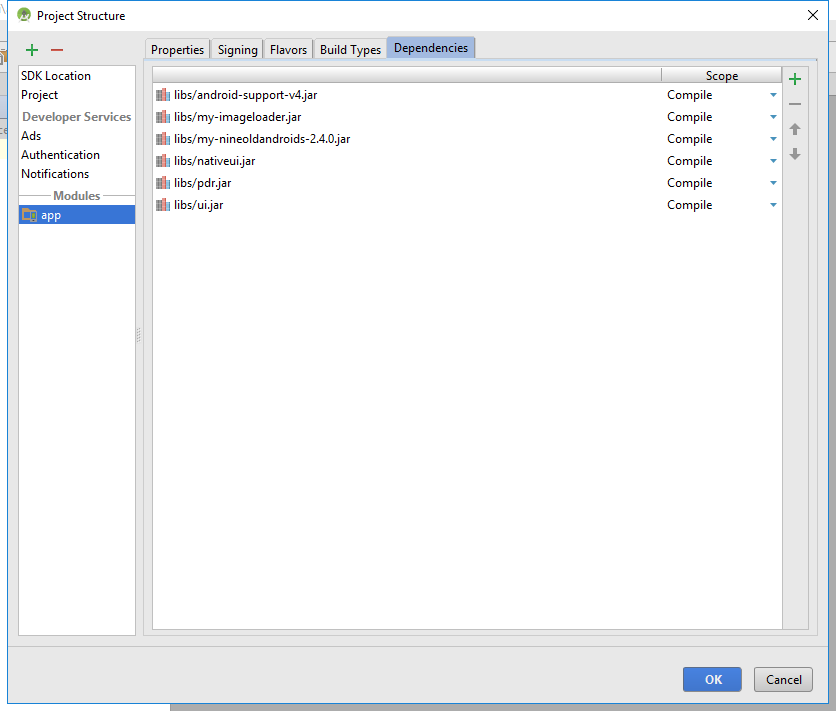 Project Structure
Properties Signing Flavors Build Types Dependencies
SDK Location
Project
Developer Services
Ads
Authentication
Notifications
Modules
app
Scope
libs/android-support-v4.jar Compile
libs/my-imageloader.jar Compile
libs/my-nineoldandroids-2.4.0.jar Compile
libs/nativeui.jar Compile
libs/pdr.jar Compile
libs/ui.jar Compile
OK Cancel